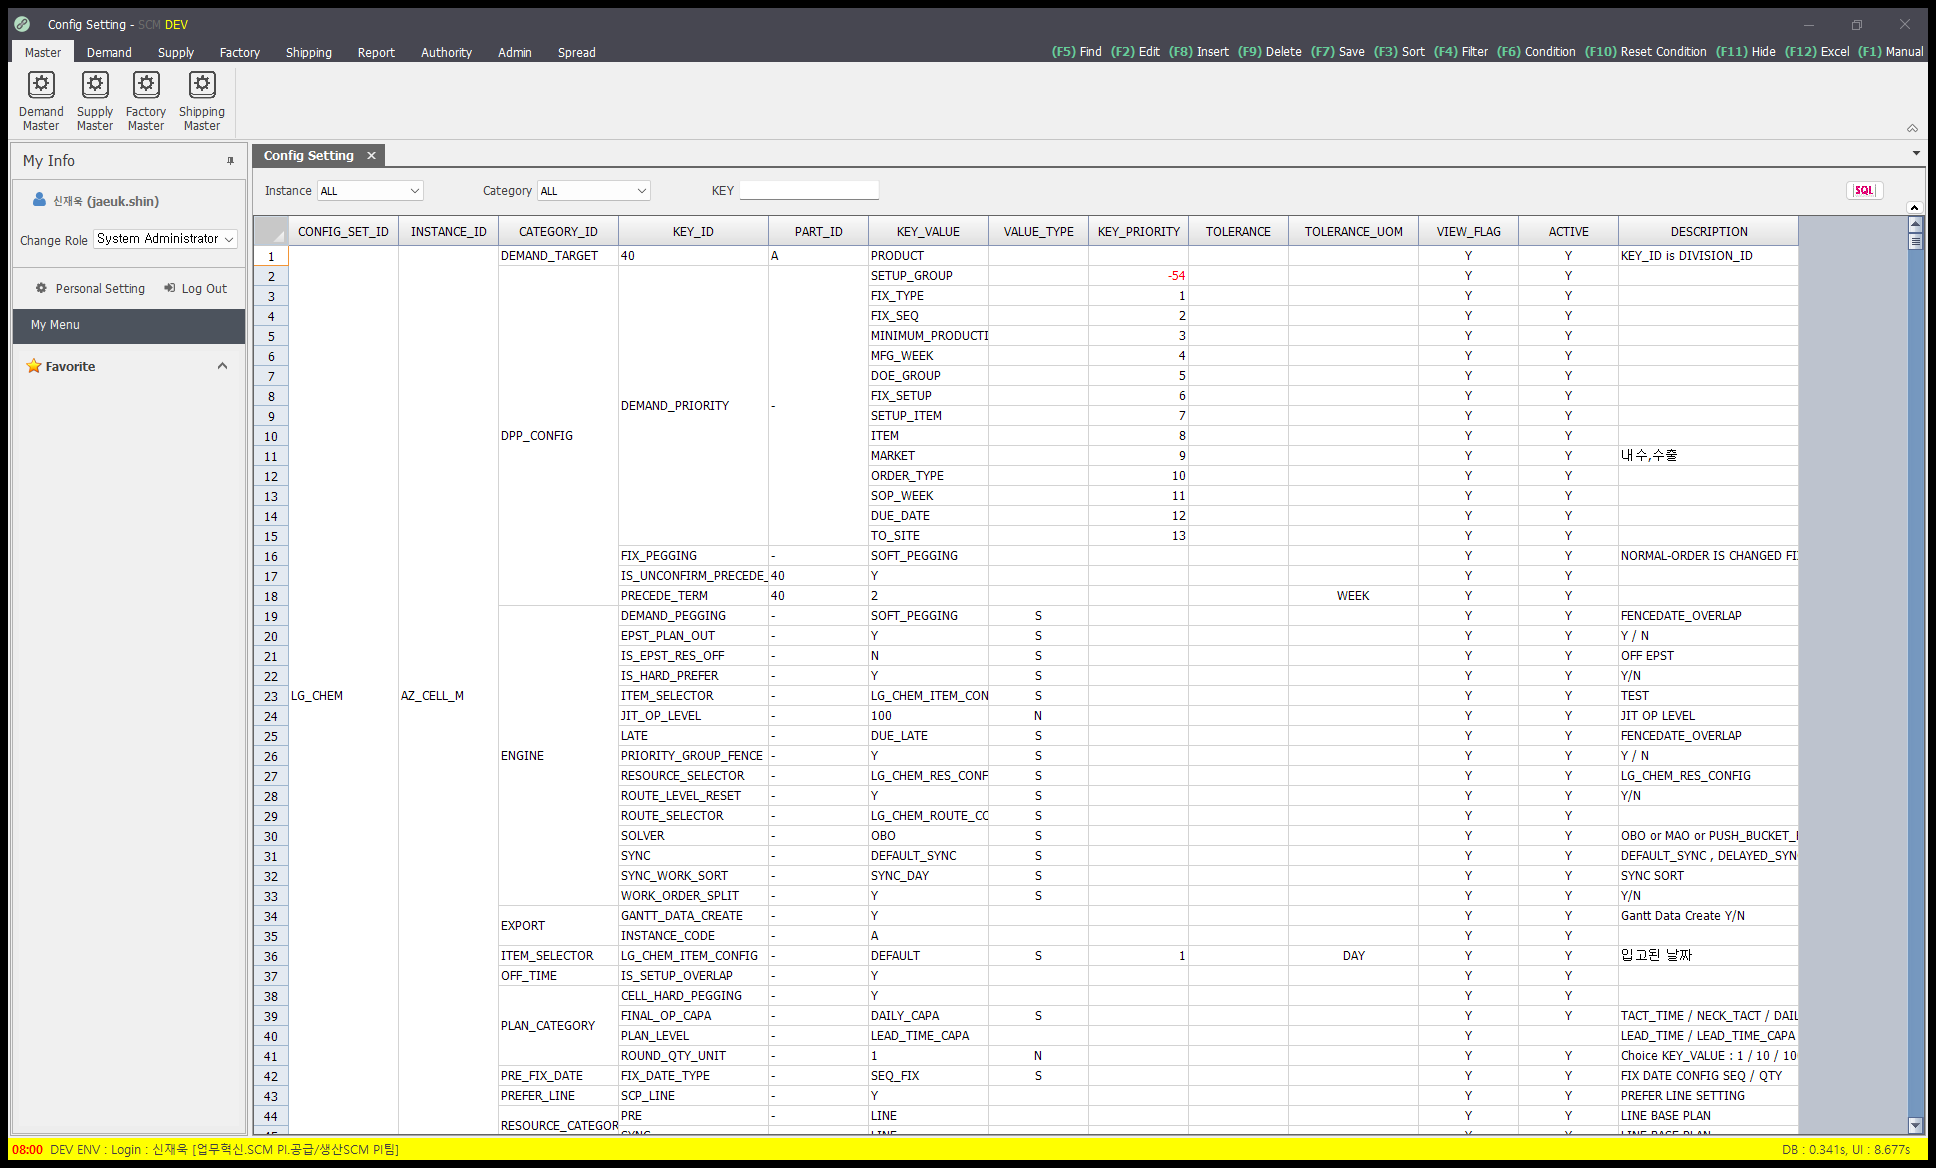 Config Setting - SCM DEV
Master Demand Supply Factory Shipping Report Authority Admin Spread (F5) Find (F2) Edit (F8) Insert (F9) Delete (F7) Save (F3) Sort (F4) Filter (F6) Condition (F10) Reset Condition (F11) Hide (F12) Excel (F1) Manual
Demand Master Supply Master Factory Master Shipping Master
My Info
신재욱 (jaeuk.shin)
Change Role System Administrator
Personal Setting Log Out
My Menu
Favorite
Config Setting
Instance ALL Category ALL KEY SQL
CONFIG_SET_ID INSTANCE_ID CATEGORY_ID KEY_ID PART_ID KEY_VALUE VALUE_TYPE KEY_PRIORITY TOLERANCE TOLERANCE_UOM VIEW_FLAG ACTIVE DESCRIPTION
1 DEMAND_TARGET 40 A PRODUCT Y Y KEY_ID is DIVISION_ID
2 SETUP_GROUP -54 Y Y
3 FIX_TYPE 1 Y Y
4 FIX_SEQ 2 Y Y
5 MINIMUM_PRODUCTI 3 Y Y
6 MFG_WEEK 4 Y Y
7 DOE_GROUP 5 Y Y
8 FIX_SETUP 6 Y Y
DEMAND_PRIORITY -
9 SETUP_ITEM 7 Y Y
10 DPP_CONFIG ITEM 8 Y Y
11 MARKET 9 Y Y 내수,수출
12 ORDER_TYPE 10 Y Y
13 SOP_WEEK 11 Y Y
14 DUE_DATE 12 Y Y
15 TO_SITE 13 Y Y
16 FIX_PEGGING - SOFT_PEGGING Y Y NORMAL-ORDER IS CHANGED FI
17 IS_UNCONFIRM_PRECEDE_ 40 Y Y Y
18 PRECEDE_TERM 40 2 WEEK Y Y
19 DEMAND_PEGGING - SOFT_PEGGING S Y Y FENCEDATE_OVERLAP
20 EPST_PLAN_OUT - Y S Y Y Y / N
21 IS_EPST_RES_OFF - N S Y Y OFF EPST
22 IS_HARD_PREFER - Y S Y Y Y/N
23 LG_CHEM AZ_CELL_M ITEM_SELECTOR - LG_CHEM_ITEM_CON S Y Y TEST
24 JIT_OP_LEVEL - 100 N Y Y JIT OP LEVEL
25 LATE - DUE_LATE S Y Y FENCEDATE_OVERLAP
26 ENGINE PRIORITY_GROUP_FENCE - Y S Y Y Y / N
27 RESOURCE_SELECTOR - LG_CHEM_RES_CONF S Y Y LG_CHEM_RES_CONFIG
28 ROUTE_LEVEL_RESET - Y S Y Y Y/N
29 ROUTE_SELECTOR - LG_CHEM_ROUTE_CO S Y Y
30 SOLVER - OBO S Y Y OBO or MAO or PUSH_BUCKET_
31 SYNC - DEFAULT_SYNC S Y Y DEFAULT_SYNC , DELAYED_SYN
32 SYNC_WORK_SORT - SYNC_DAY S Y Y SYNC SORT
33 WORK_ORDER_SPLIT - Y S Y Y Y/N
34 GANTT_DATA_CREATE - Y Y Y Gantt Data Create Y/N
EXPORT
35 INSTANCE_CODE - A Y Y
36 ITEM_SELECTOR LG_CHEM_ITEM_CONFIG - DEFAULT S 1 DAY Y Y 입고된 날짜
37 OFF_TIME IS_SETUP_OVERLAP - Y Y Y
38 CELL_HARD_PEGGING - Y Y Y
39 FINAL_OP_CAPA - DAILY_CAPA S Y Y TACT_TIME / NECK_TACT / DAIL
PLAN_CATEGORY
40 PLAN_LEVEL - LEAD_TIME_CAPA Y Y LEAD_TIME / LEAD_TIME_CAPA
41 ROUND_QTY_UNIT - 1 N Y Y Choice KEY_VALUE : 1 / 10 / 10
42 PRE_FIX_DATE FIX_DATE_TYPE - SEQ_FIX S Y Y FIX DATE CONFIG SEQ / QTY
43 PREFER_LINE SCP_LINE - Y Y Y PREFER LINE SETTING
44 PRE - LINE Y Y LINE BASE PLAN
RESOURCE_CATEGOR
08:00 DEV ENV : Login : 신재욱 [업무혁신.SCM PI.공급/생산SCM PI팀] DB : 0.341s, UI : 8.677s